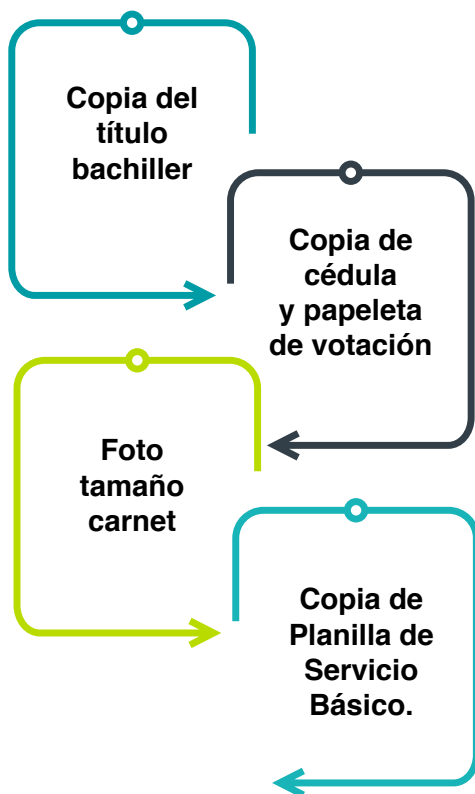 Copia del
título
bachiller
Copia de
cédula
y papeleta
de votación
Foto
tamaño
carnet
Copia de
Planilla de
Servicio
Básico.